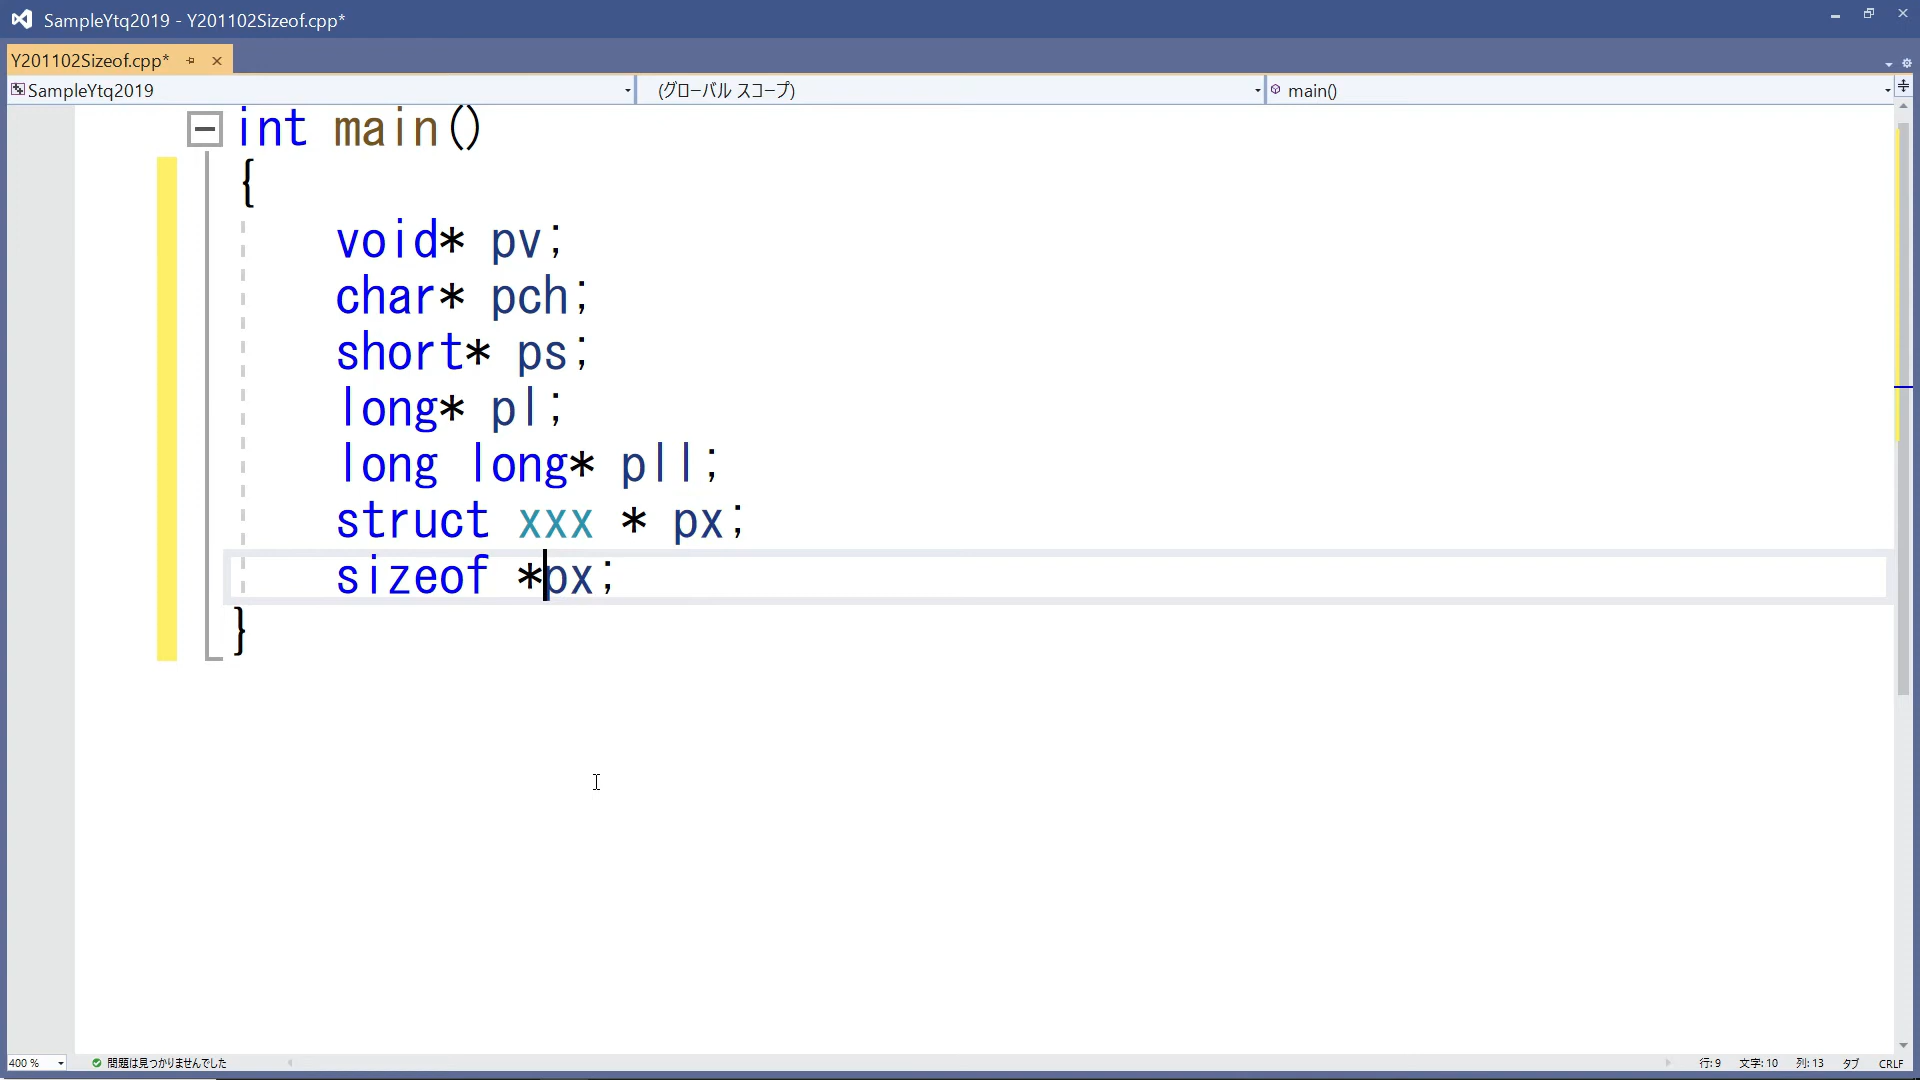 SampleYtq2019 - Y201102Sizeof.cpp*
Y201102Sizeof.cpp*
SampleYtq2019
(グローバル スコープ)
main()
int main()
{
void* pv;
char* pch;
short* ps;
long* pl;
long long* pll;
struct xxx * px;
sizeof *px;
}
400 %
問題は見つかりませんでした
行: 9
文字: 10
列: 13
タブ
CRLF